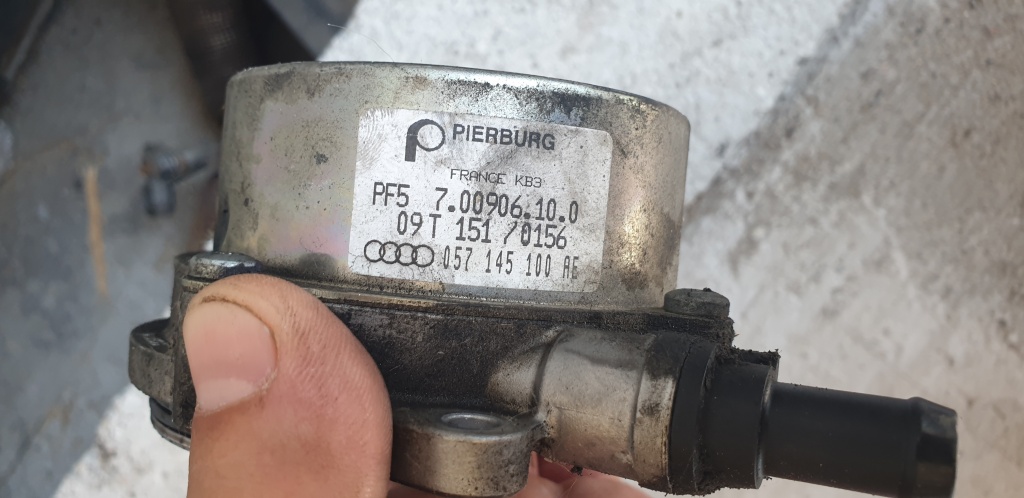 PIERBURG
FRANCE KB3
PF5 7.00906.10.0
09T 151 /0156
057 145 100 AE